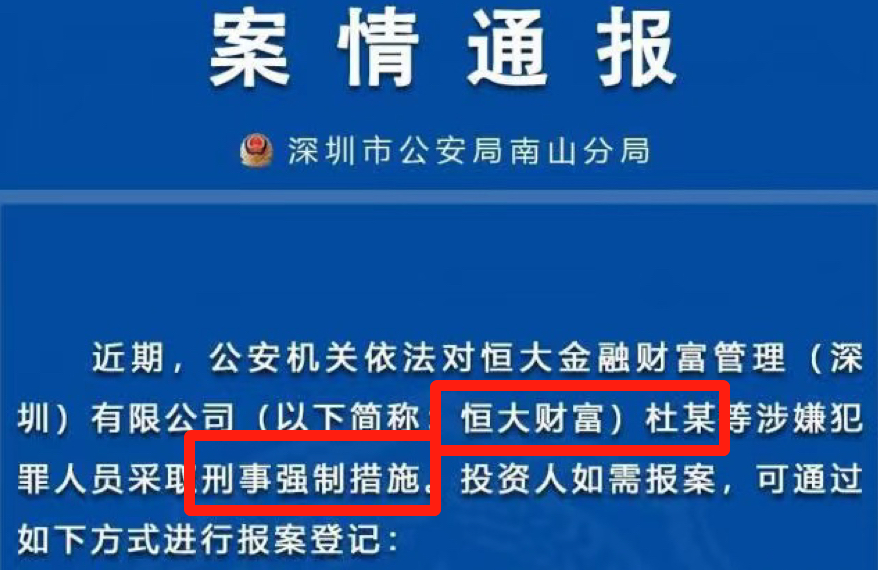 案情通报
深圳市公安局南山分局
近期，公安机关依法对恒大金融财富管理（深
圳）有限公司（以下简称：恒大财富）杜某等涉嫌犯
罪人员采取刑事强制措施。投资人如需报案，可通过
如下方式进行报案登记：